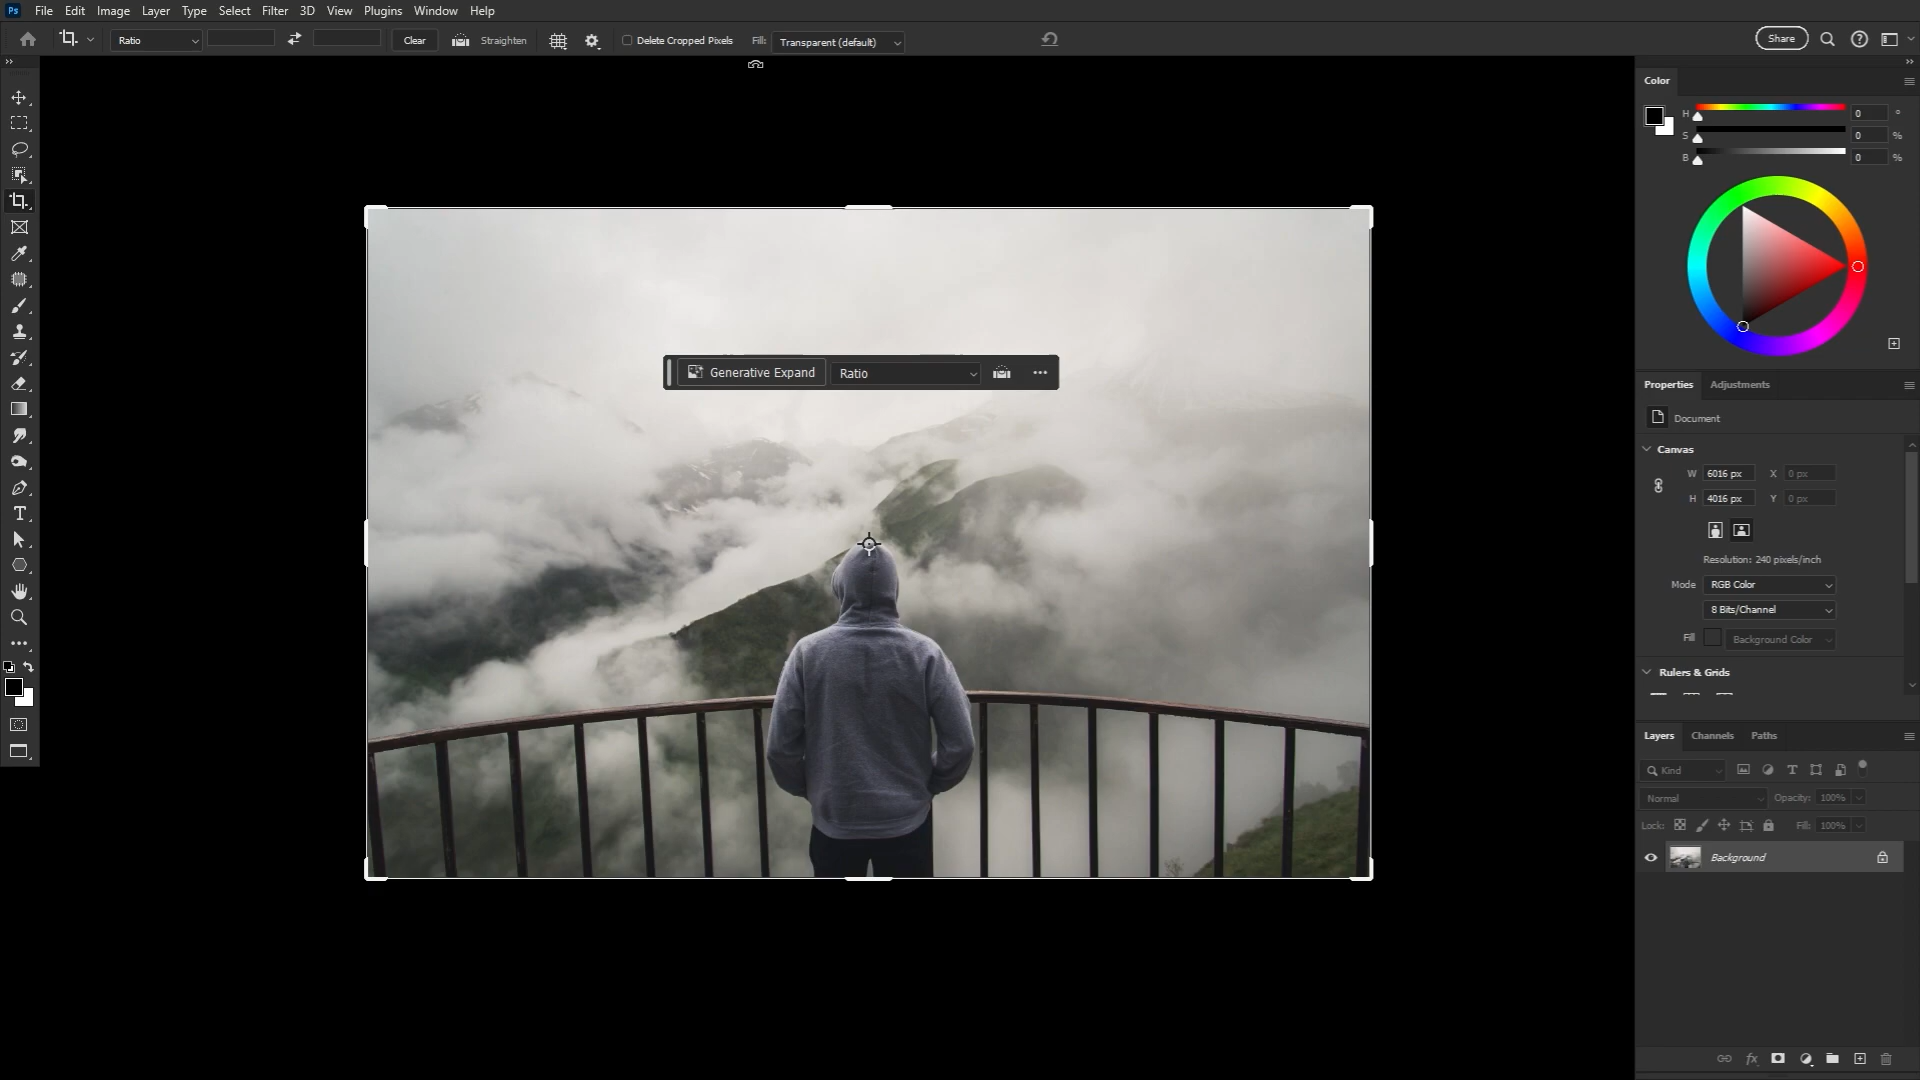 Ps File Edit Image Layer Type Select Filter 3D View Plugins Window Help
Ratio Clear Straighten Delete Cropped Pixels Fill: Transparent (default) Share
Color
H 0 °
S 0 %
B 0 %
Generative Expand Ratio
Properties Adjustments
Document
Canvas
W 6016 px X 0 px
H 4016 px Y 0 px
Resolution: 240 pixels/inch
Mode RGB Color
8 Bits/Channel
Fill Background Color
Rulers & Grids
Layers Channels Paths
Kind
Normal Opacity: 100%
Lock: Fill: 100%
Background
fx